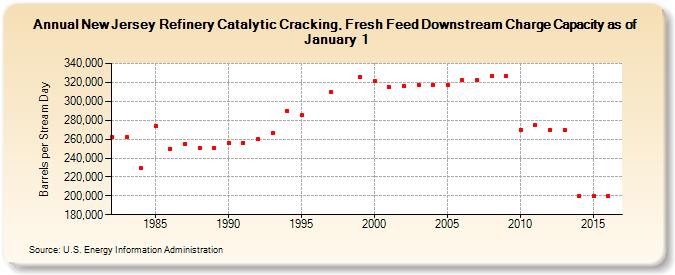 Annual New Jersey Refinery Catalytic Cracking, Fresh Feed Downstream Charge Capacity as of
January 1
Barrels per Stream Day
340,000
320,000
300,000
280,000
260,000
240,000
220,000
200,000
180,000
1985 1990 1995 2000 2005 2010 2015
Source: U.S. Energy Information Administration